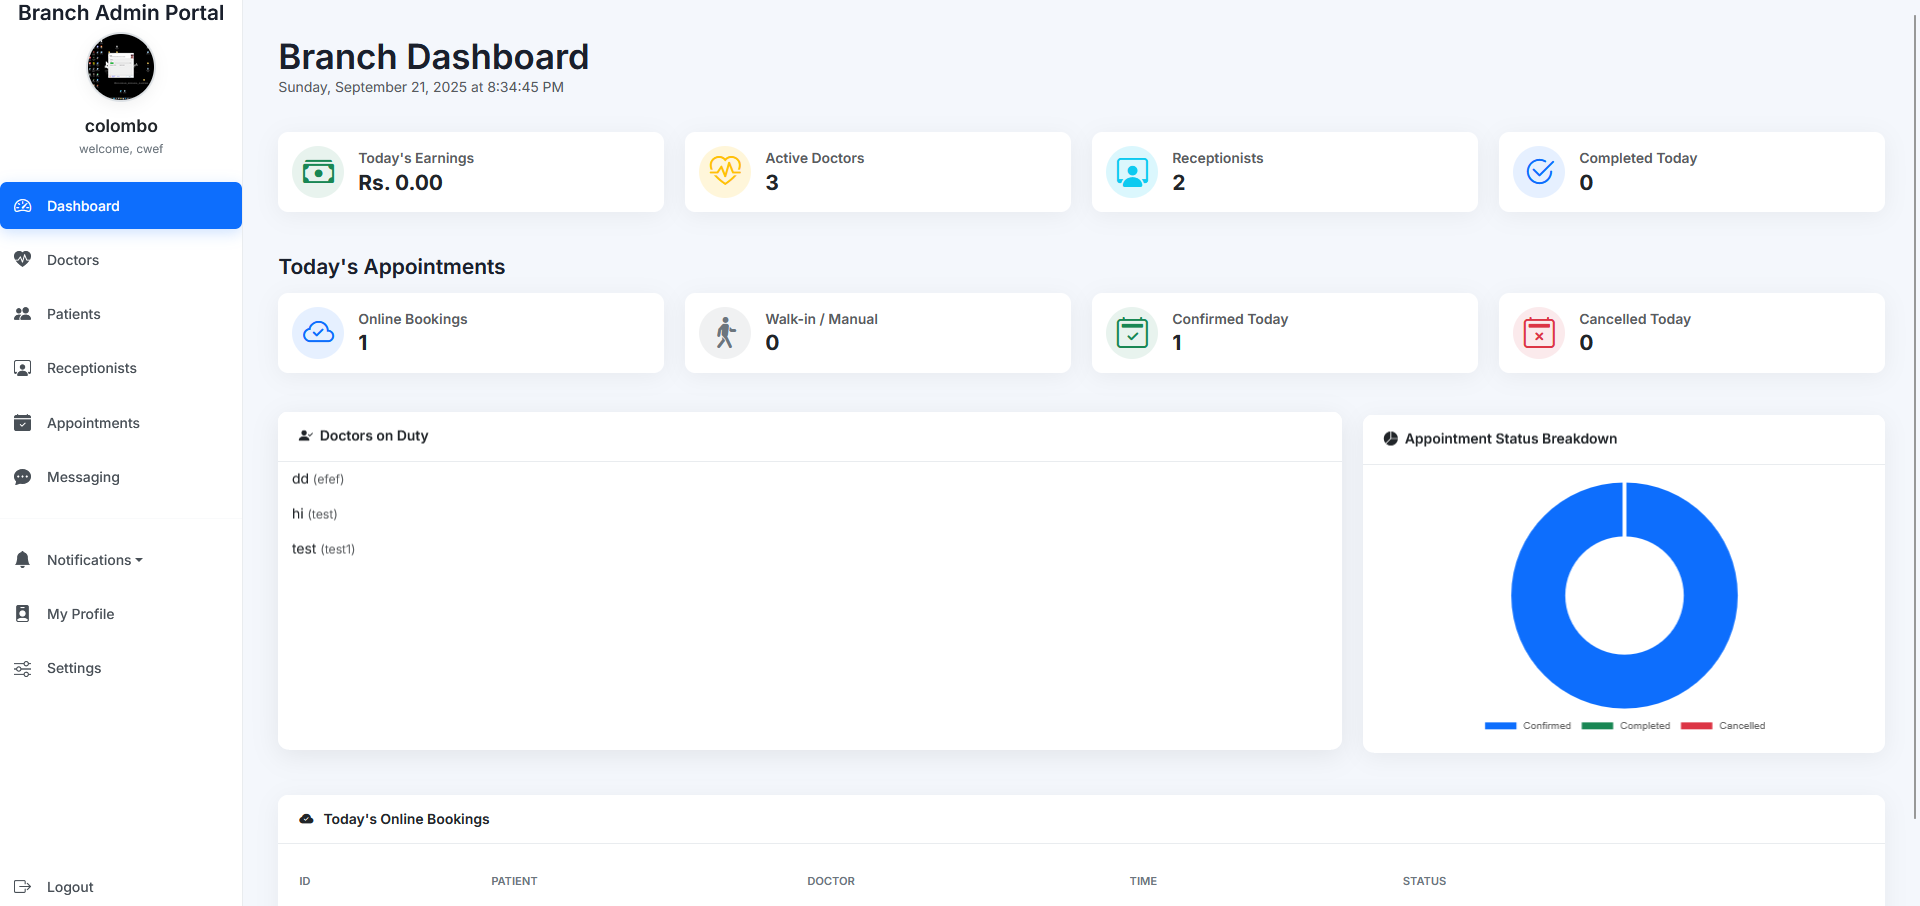 Branch Admin Portal
colombo
welcome, cwef
Dashboard
Doctors
Patients
Receptionists
Appointments
Messaging
Notifications
My Profile
Settings
Logout
Branch Dashboard
Sunday, September 21, 2025 at 8:34:45 PM
Today's Earnings
Rs. 0.00
Active Doctors
3
Receptionists
2
Completed Today
0
Today's Appointments
Online Bookings
1
Walk-in / Manual
0
Confirmed Today
1
Cancelled Today
0
Doctors on Duty
dd (efef)
hi (test)
test (test1)
Appointment Status Breakdown
Confirmed Completed Cancelled
Today's Online Bookings
ID PATIENT DOCTOR TIME STATUS